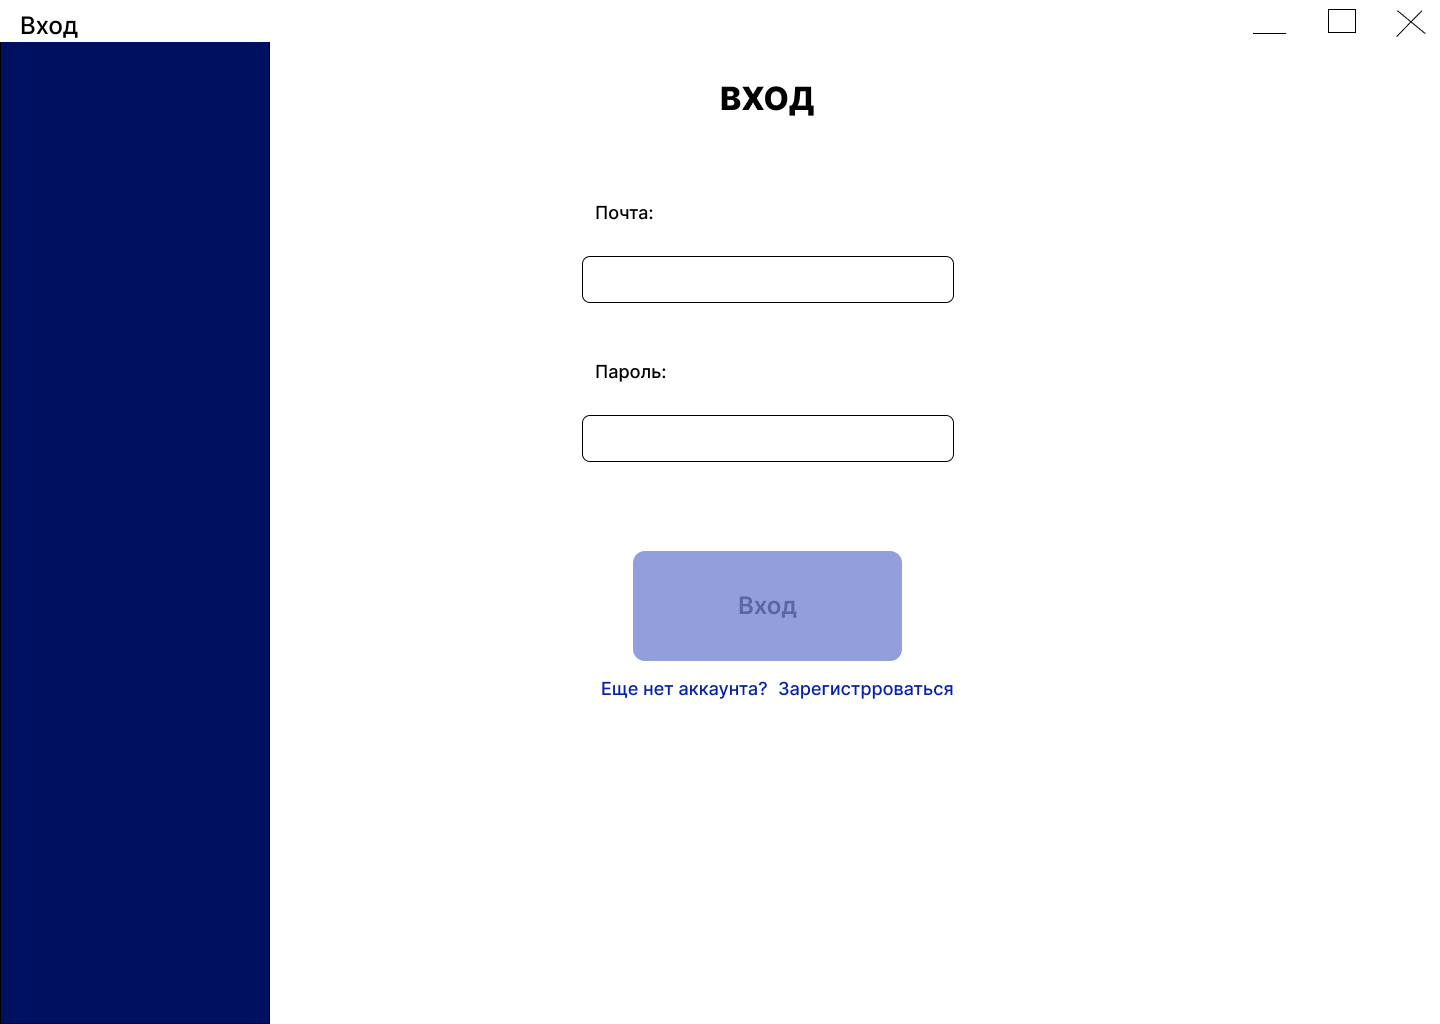 Вход
ВХОД
Почта:
Пароль:
Вход
Еще нет аккаунта? Зарегистрроваться